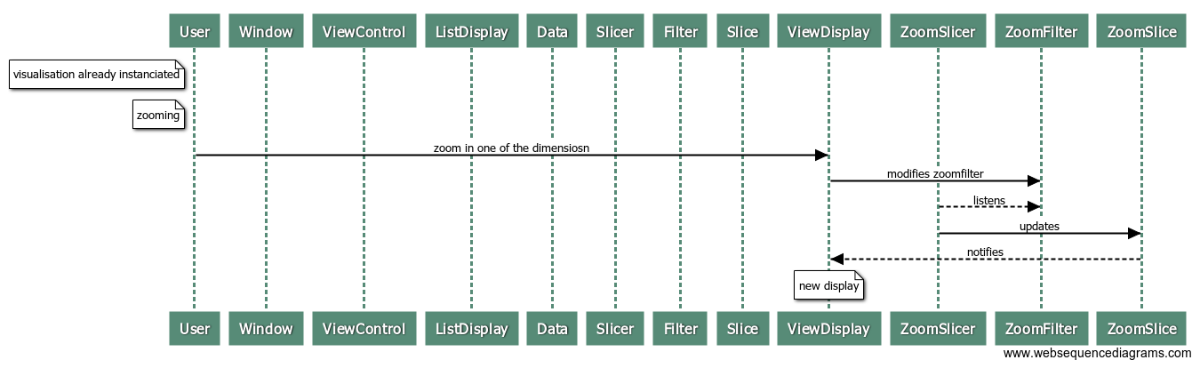 User Window ViewControl ListDisplay Data Slicer Filter Slice ViewDisplay ZoomSlicer ZoomFilter ZoomSlice
visualisation already instanciated
zooming
zoom in one of the dimensiosn
modifies zoomfilter
listens
updates
notifies
new display
User Window ViewControl ListDisplay Data Slicer Filter Slice ViewDisplay ZoomSlicer ZoomFilter ZoomSlice
www.websequencediagrams.com